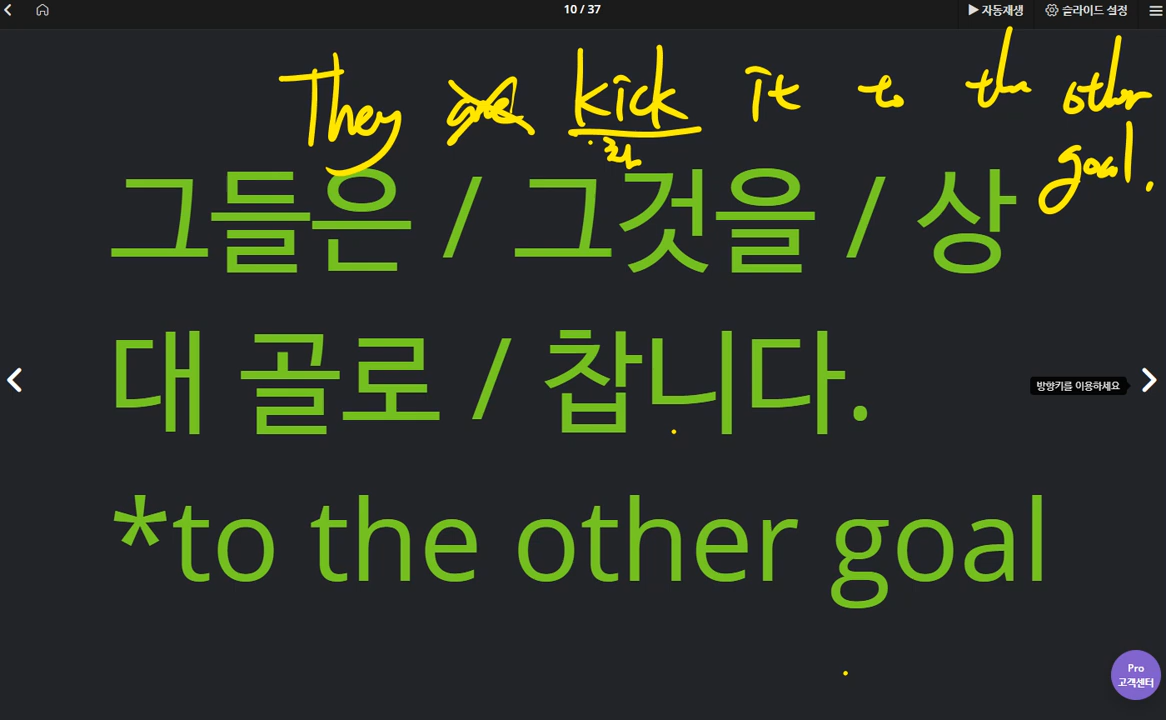 10 / 37
▶ 자동재생
슬라이드 설정
They kick it to the other
차
goal.
그들은 / 그것을 / 상
대 골로 / 찹니다.
방향키를 이용하세요
*to the other goal
Pro
고객센터